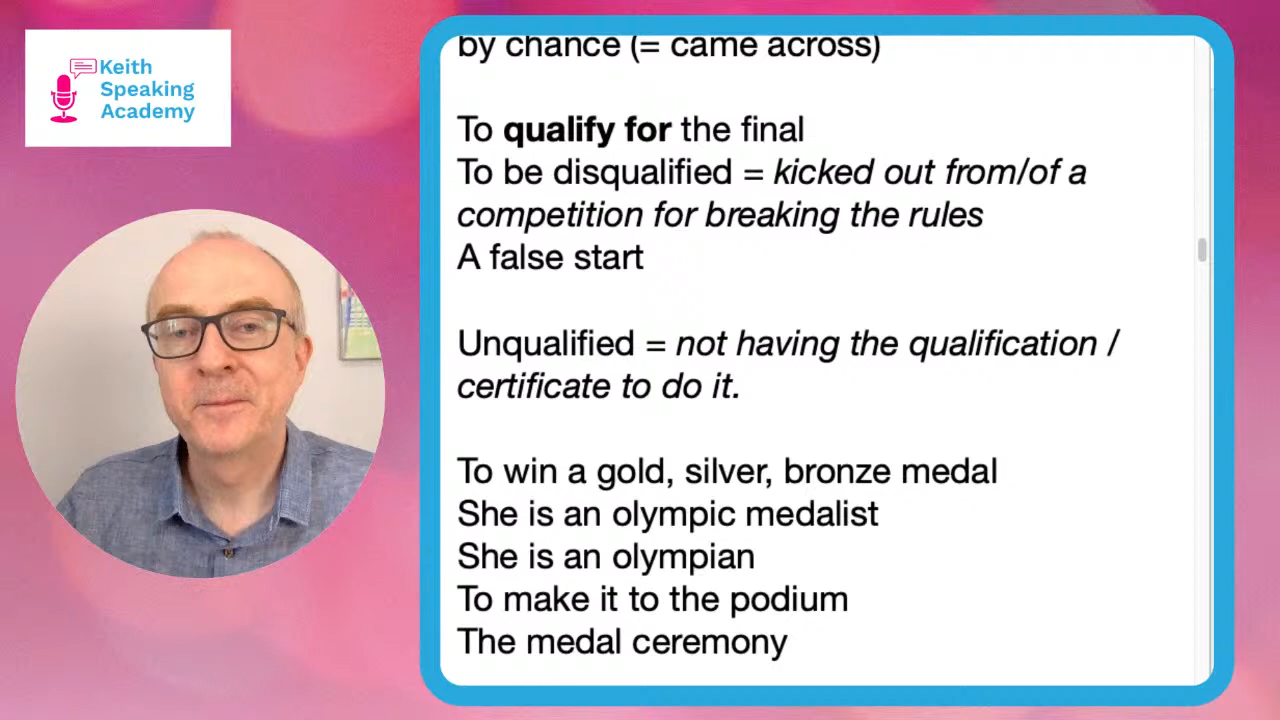 Keith
Speaking
Academy
by chance (= came across)
To qualify for the final
To be disqualified = kicked out from/of a
competition for breaking the rules
A false start
Unqualified = not having the qualification /
certificate to do it.
To win a gold, silver, bronze medal
She is an olympic medalist
She is an olympian
To make it to the podium
The medal ceremony